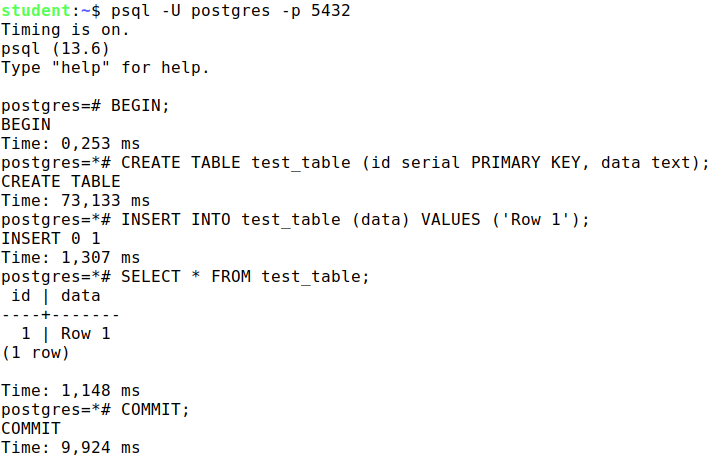 student:~$ psql -U postgres -p 5432
Timing is on.
psql (13.6)
Type "help" for help.
postgres=# BEGIN;
BEGIN
Time: 0,253 ms
postgres=*# CREATE TABLE test_table (id serial PRIMARY KEY, data text);
CREATE TABLE
Time: 73,133 ms
postgres=*# INSERT INTO test_table (data) VALUES ('Row 1');
INSERT 0 1
Time: 1,307 ms
postgres=*# SELECT * FROM test_table;
 id | data
----+-------
  1 | Row 1
(1 row)
Time: 1,148 ms
postgres=*# COMMIT;
COMMIT
Time: 9,924 ms